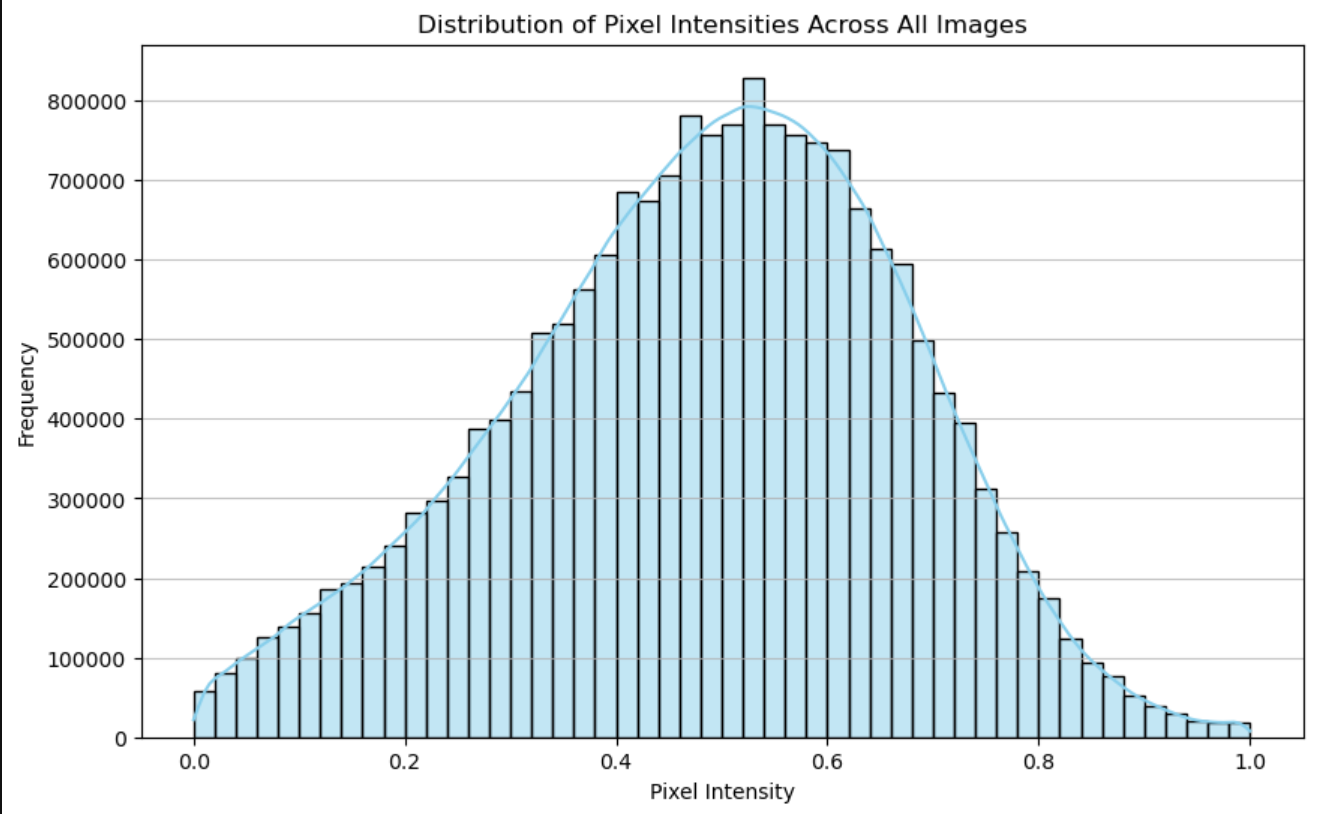 Distribution of Pixel Intensities Across All Images
800000
700000
600000
500000
400000
300000
200000
100000
0
Frequency
0.0 0.2 0.4 0.6 0.8 1.0
Pixel Intensity